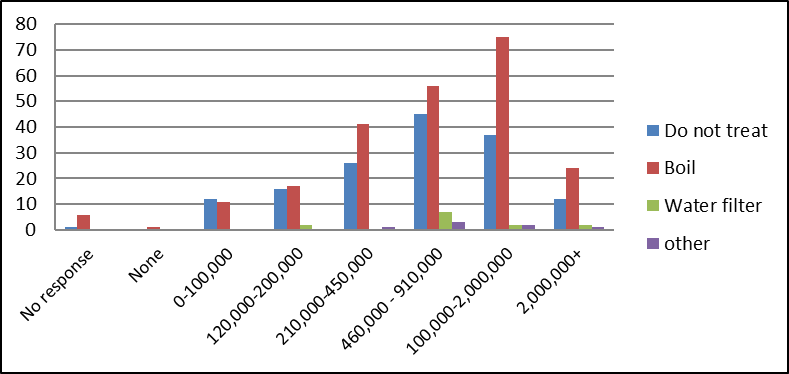 80
70
60
50
40
30
20
10
0
No response
None
0-100,000
120,000-200,000
210,000-450,000
460,000 - 910,000
100,000-2,000,000
2,000,000+
Do not treat
Boil
Water filter
other